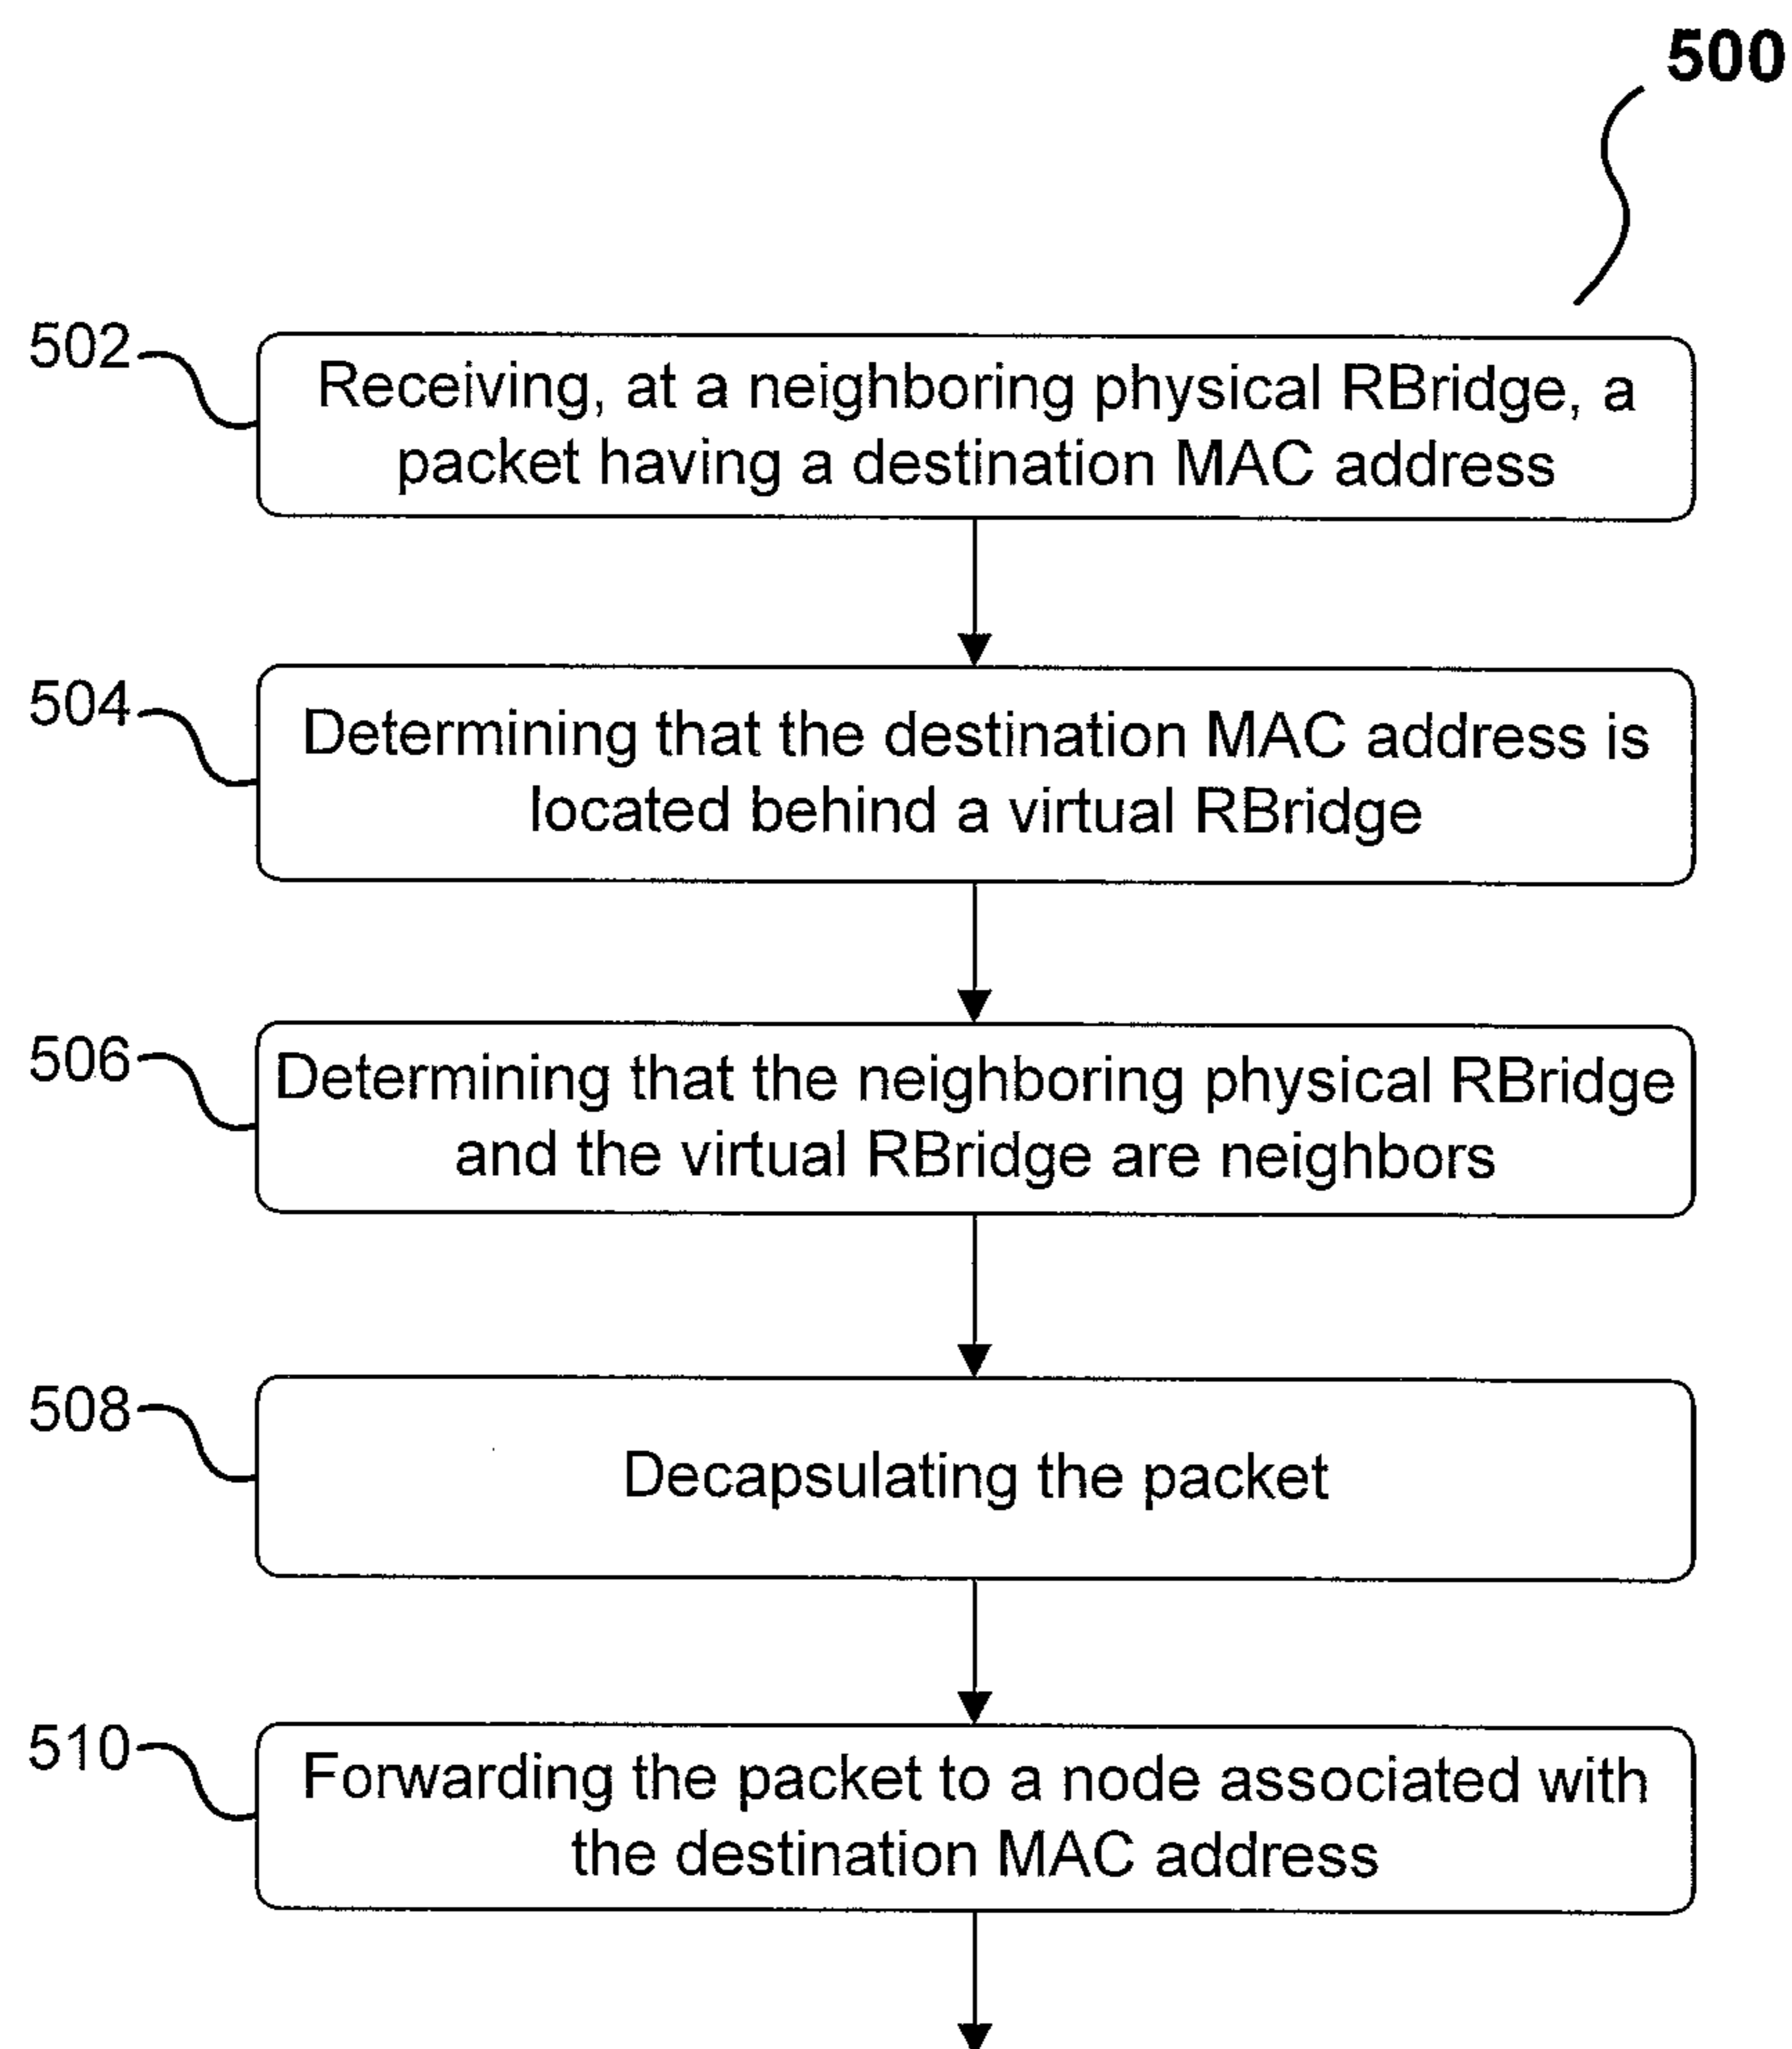 500
502
Receiving, at a neighboring physical RBridge, a
packet having a destination MAC address
504
Determining that the destination MAC address is
located behind a virtual RBridge
506
Determining that the neighboring physical RBridge
and the virtual RBridge are neighbors
508
Decapsulating the packet
510
Forwarding the packet to a node associated with
the destination MAC address